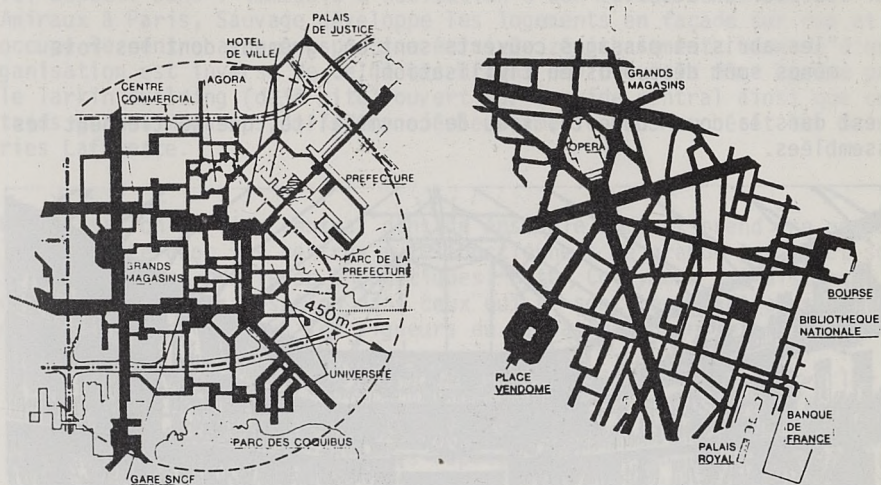 PALAIS
DE JUSTICE
HOTEL
DE VILLE
AGORA
CENTRE
COMMERCIAL
PREFECTURE
PARC DE LA
PREFECTURE
GRANDS
MAGASINS
450m
UNIVERSITE
PARC DES COQUIBUS
GARE SNCF
GRANDS
MAGASINS
OPERA
BOURSE
BIBLIOTHEQUE
NATIONALE
PLACE
VENDOME
BANQUE
DE
FRANCE
PALAIS
ROYAL